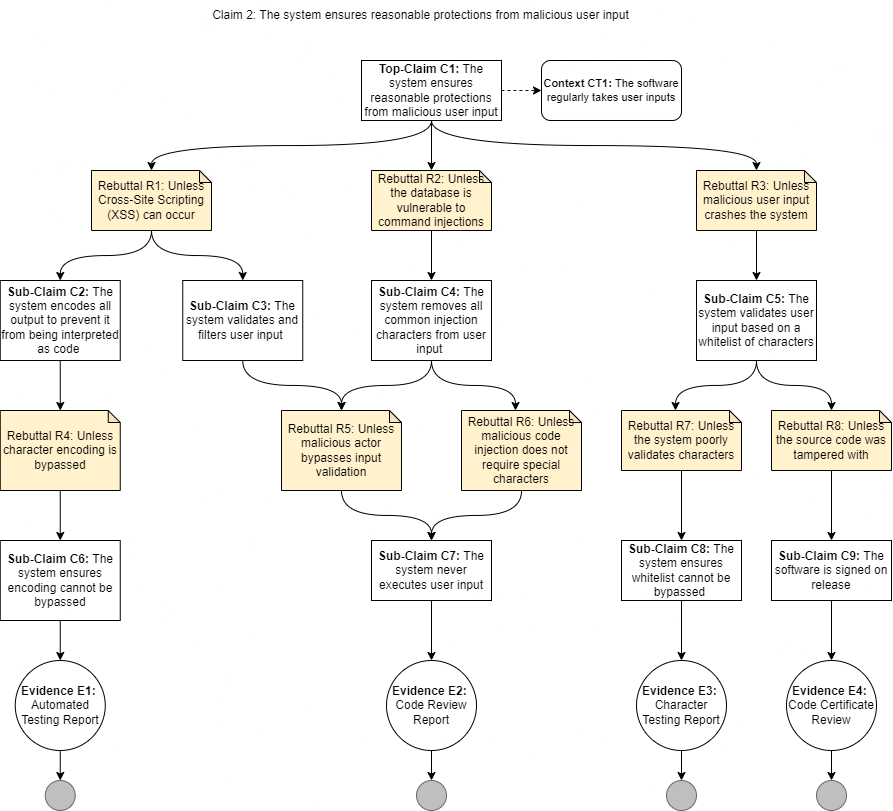 Claim 2: The system ensures reasonable protections from malicious user input
Top-Claim C1: The
system ensures
reasonable protections
from malicious user input
Context CT1: The software
regularly takes user inputs
Rebuttal R1: Unless
Cross-Site Scripting
(XSS) can occur
Rebuttal R2: Unless
the database is
vulnerable to
command injections
Rebuttal R3: Unless
malicious user input
crashes the system
Sub-Claim C2: The
system encodes all
output to prevent it
from being interpreted
as code
Sub-Claim C3: The
system validates and
filters user input
Sub-Claim C4: The
system removes all
common injection
characters from user
input
Sub-Claim C5: The
system validates user
input based on a
whitelist of characters
Rebuttal R4: Unless
character encoding is
bypassed
Rebuttal R5: Unless
malicious actor
bypasses input
validation
Rebuttal R6: Unless
malicious code
injection does not
require special
characters
Rebuttal R7: Unless
the system poorly
validates characters
Rebuttal R8: Unless
the source code was
tampered with
Sub-Claim C6: The
system ensures
encoding cannot be
bypassed
Sub-Claim C7: The
system never
executes user input
Sub-Claim C8: The
system ensures
whitelist cannot be
bypassed
Sub-Claim C9: The
software is signed on
release
Evidence E1:
Automated
Testing Report
Evidence E2:
Code Review
Report
Evidence E3:
Character
Testing Report
Evidence E4:
Code Certificate
Review